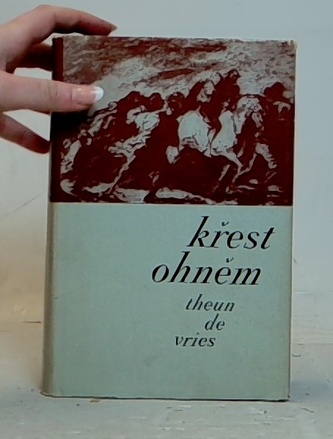 křest
ohněm
theun
de
vries